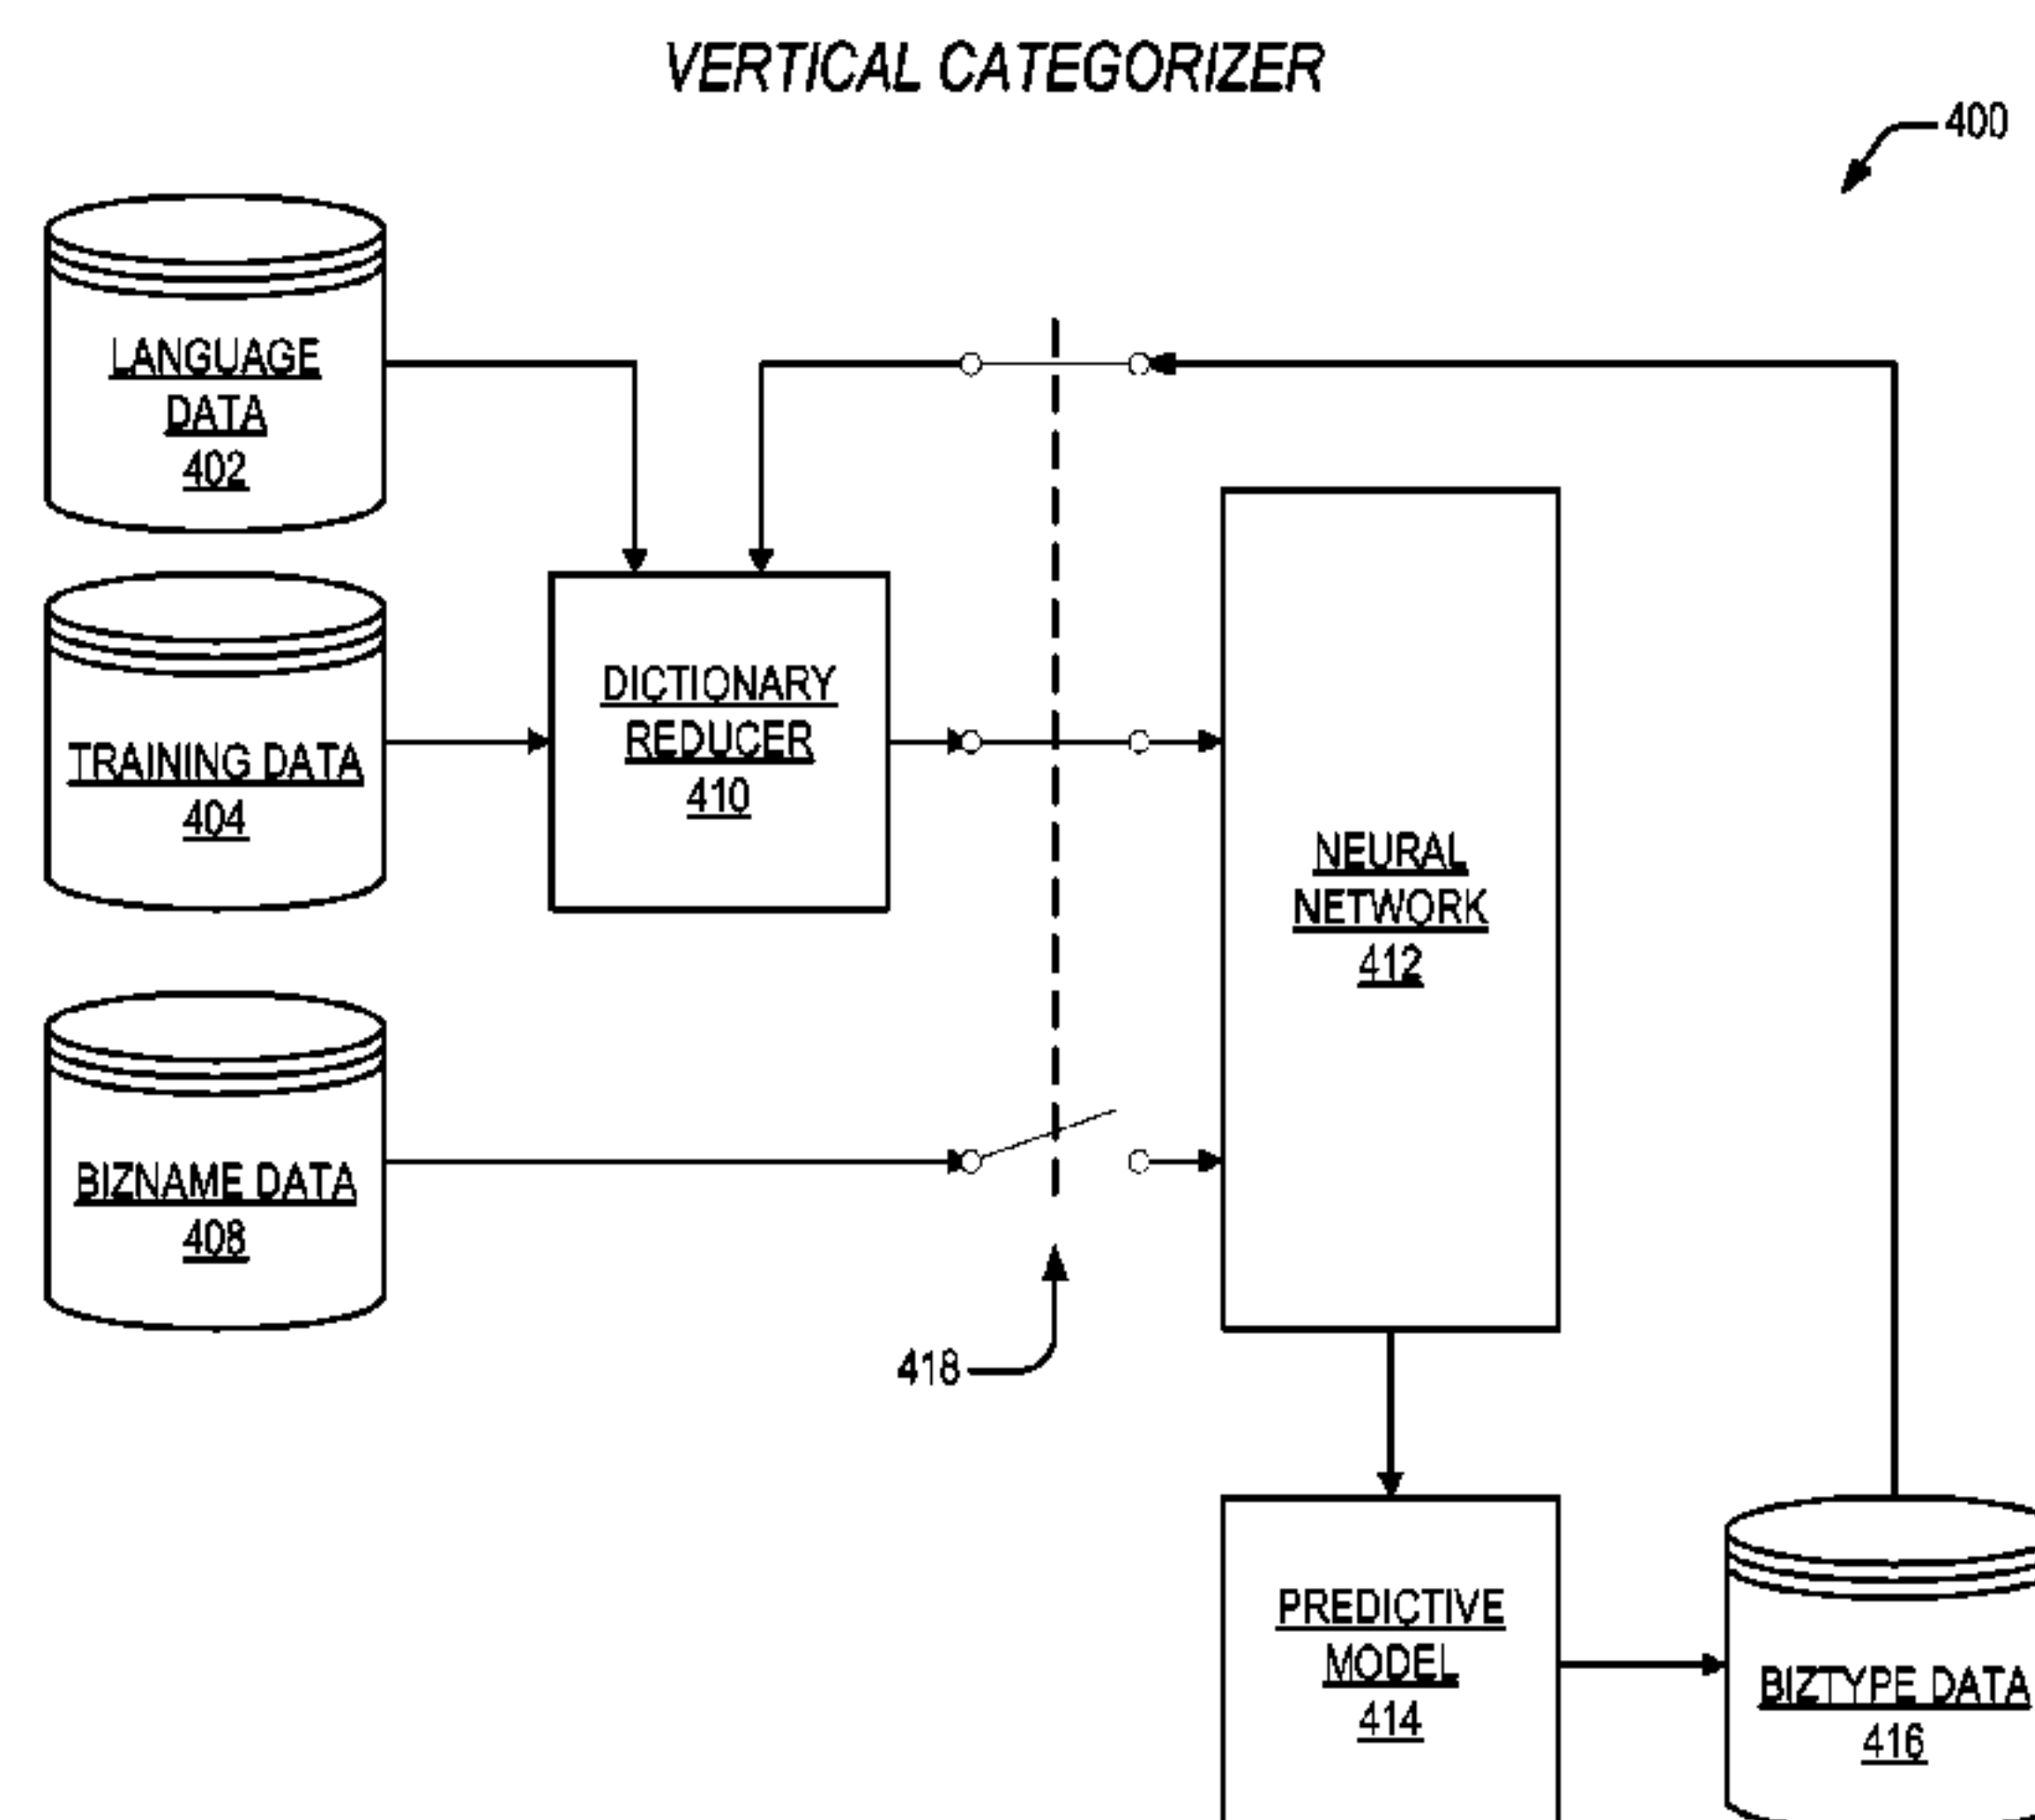 VERTICAL CATEGORIZER
400
LANGUAGE
DATA
402
TRAINING DATA
404
DICTIONARY
REDUCER
410
NEURAL
NETWORK
412
BIZNAME DATA
408
418
PREDICTIVE
MODEL
414
BIZTYPE DATA
416